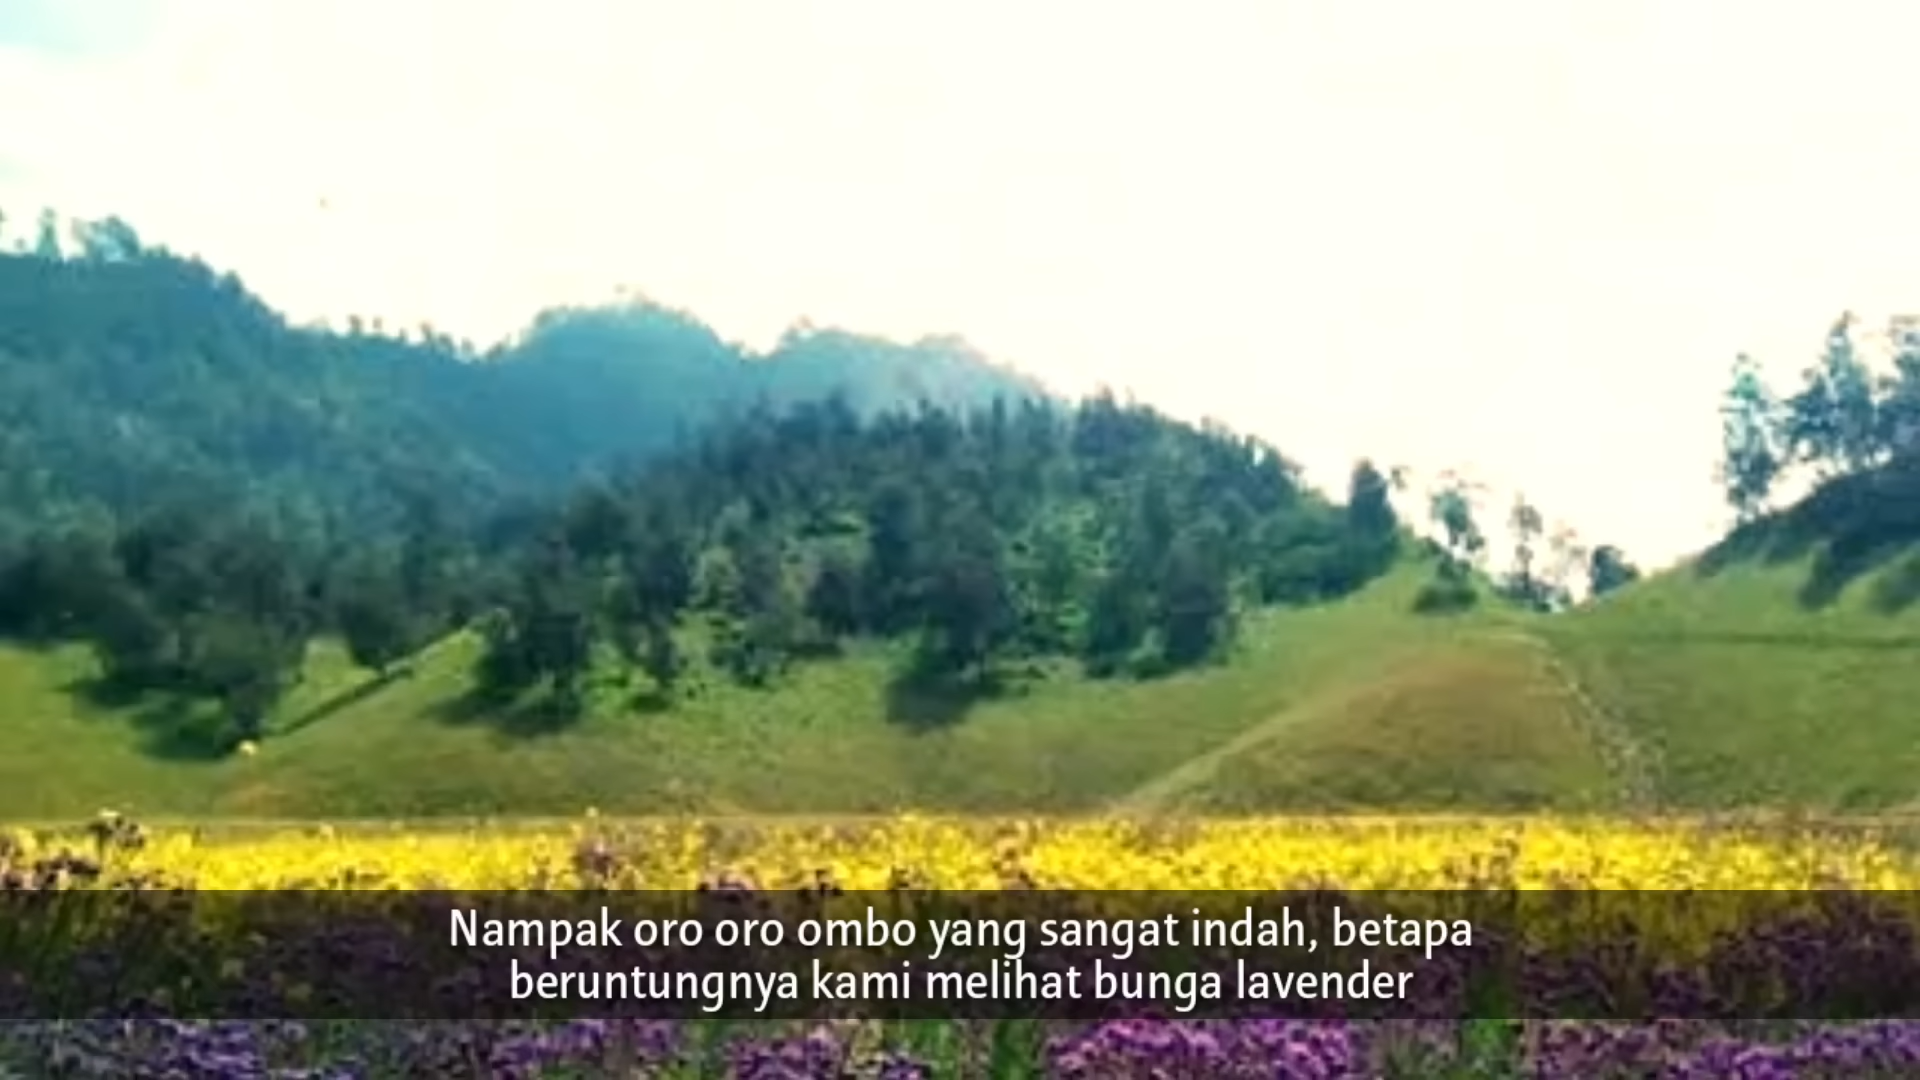 Nampak oro oro ombo yang sangat indah, betapa
beruntungnya kami melihat bunga lavender